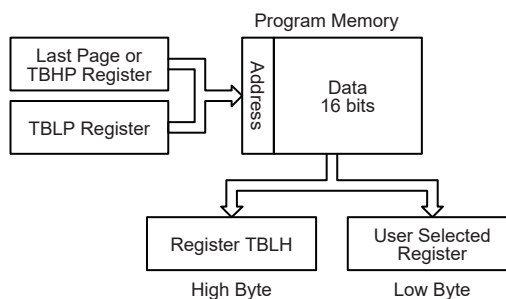 Program Memory
Last Page or
TBHP Register
TBLP Register
Address
Data
16 bits
Register TBLH
User Selected
Register
High Byte
Low Byte